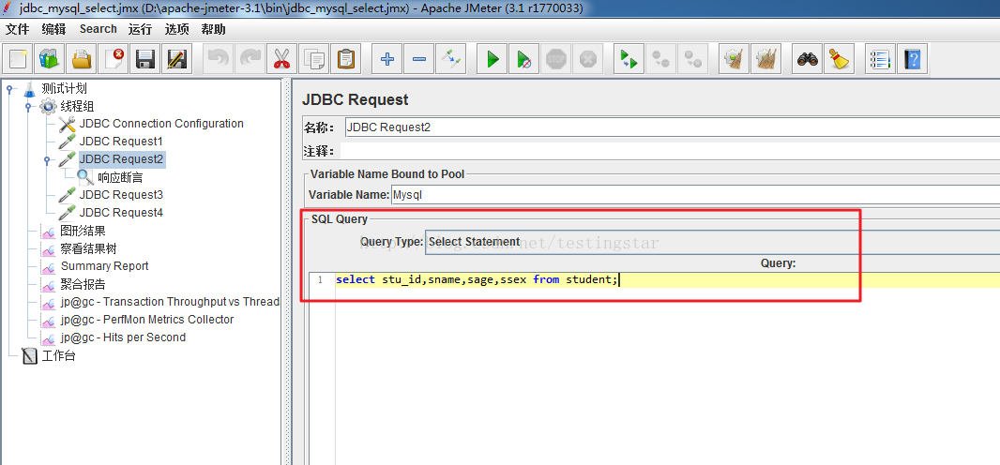 jdbc_mysql_select.jmx (D:\apache-jmeter-3.1\bin\jdbc_mysql_select.jmx) - Apache JMeter (3.1 r1770033)
文件 编辑 Search 运行 选项 帮助
测试计划
线程组
JDBC Connection Configuration
JDBC Request1
JDBC Request2
响应断言
JDBC Request3
JDBC Request4
图形结果
察看结果树
Summary Report
聚合报告
jp@gc - Transaction Throughput vs Thread
jp@gc - PerfMon Metrics Collector
jp@gc - Hits per Second
工作台
JDBC Request
名称: JDBC Request2
注释:
Variable Name Bound to Pool
Variable Name: Mysql
SQL Query
Query Type: Select Statement
Query:
1 select stu_id,sname,sage,ssex from student;